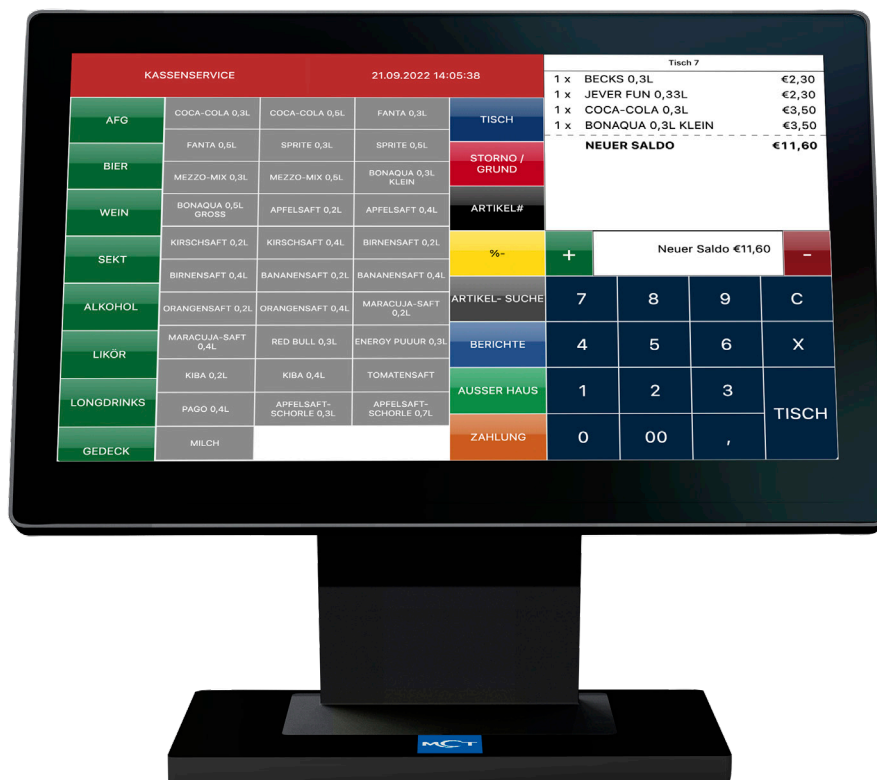 KASSENSERVICE
21.09.2022 14:05:38
AFG
BIER
WEIN
SEKT
ALKOHOL
LIKÖR
LONGDRINKS
GEDECK
COCA-COLA 0,3L
COCA-COLA 0,5L
FANTA 0,3L
FANTA 0,5L
SPRITE 0,3L
SPRITE 0,5L
MEZZO-MIX 0,3L
MEZZO-MIX 0,5L
BONAQUA 0,3L
KLEIN
BONAQUA 0,5L
GROSS
APFELSAFT 0,2L
APFELSAFT 0,4L
KIRSCHSAFT 0,2L
KIRSCHSAFT 0,4L
BIRNENSAFT 0,2L
BIRNENSAFT 0,4L
BANANENSAFT 0,2L
BANANENSAFT 0,4L
ORANGENSAFT 0,2L
ORANGENSAFT 0,4L
MARACUJA-SAFT
0,2L
MARACUJA-SAFT
0,4L
RED BULL 0,3L
ENERGY PUUUR 0,3L
KIBA 0,2L
KIBA 0,4L
TOMATENSAFT
PAGO 0,4L
APFELSAFT-
SCHORLE 0,3L
APFELSAFT-
SCHORLE 0,7L
MILCH
TISCH
STORNO /
GRUND
ARTIKEL#
%-
ARTIKEL- SUCHE
BERICHTE
AUSSER HAUS
ZAHLUNG
Tisch 7
1 x BECKS 0,3L €2,30
1 x JEVER FUN 0,33L €2,30
1 x COCA-COLA 0,3L €3,50
1 x BONAQUA 0,3L KLEIN €3,50
NEUER SALDO €11,60
+ Neuer Saldo €11,60 -
7 8 9 C
4 5 6 X
1 2 3
TISCH
0 00 ,
MCT